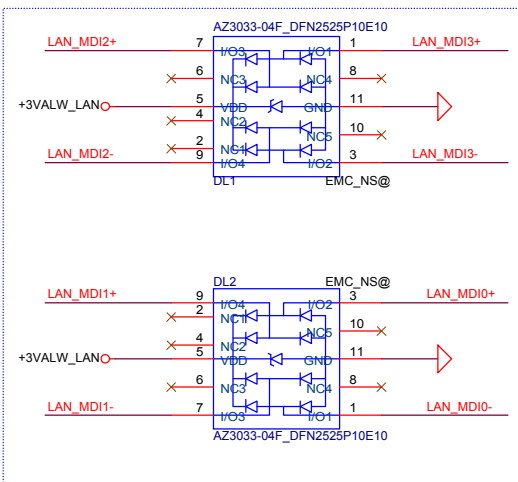 AZ3033-04F_DFN2525P10E10
LAN_MDI2+ 7 I/O3 I/O1 1 LAN_MDI3+
6 NC3 NC4 8
+3VALW_LAN 5 VDD GND 11
4 NC2
NC5 10
2 NC1
LAN_MDI2- 9 I/O4 I/O2 3 LAN_MDI3-
DL1 EMC_NS@
DL2 EMC_NS@
LAN_MDI1+ 9 I/O4 I/O2 3 LAN_MDI0+
2 NC1
NC5 10
4 NC2
+3VALW_LAN 5 VDD GND 11
6 NC3 NC4 8
LAN_MDI1- 7 I/O3 I/O1 1 LAN_MDI0-
AZ3033-04F_DFN2525P10E10